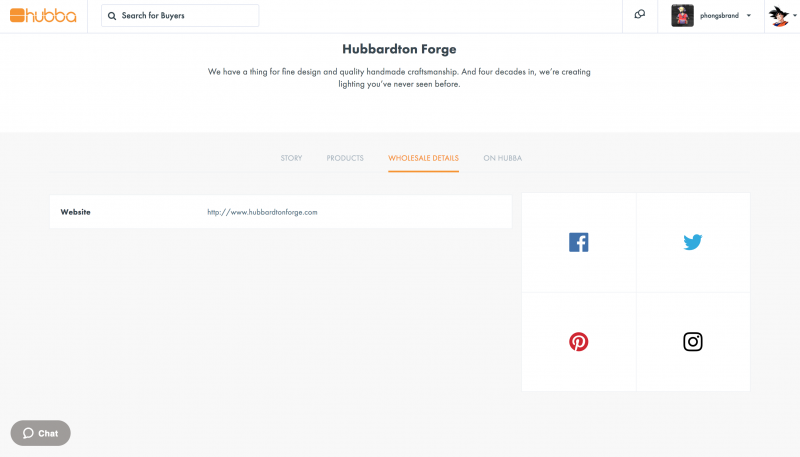 hubba
Search for Buyers
phongsbrand
Hubbardton Forge
We have a thing for fine design and quality handmade craftsmanship. And four decades in, we're creating
lighting you've never seen before.
STORY
PRODUCTS
WHOLESALE DETAILS
ON HUBBA
Website
http://www.hubbardtonforge.com
Chat